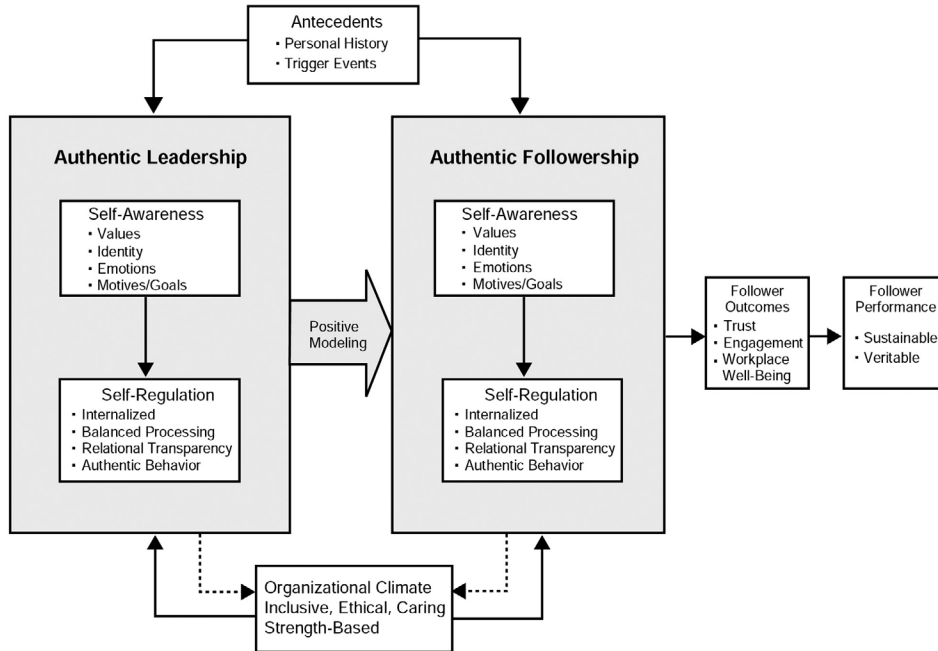 Antecedents
▪ Personal History
▪ Trigger Events
Authentic Leadership
Self-Awareness
▪ Values
▪ Identity
▪ Emotions
▪ Motives/Goals
Self-Regulation
▪ Internalized
▪ Balanced Processing
▪ Relational Transparency
▪ Authentic Behavior
Positive
Modeling
Authentic Followership
Self-Awareness
▪ Values
▪ Identity
▪ Emotions
▪ Motives/Goals
Self-Regulation
▪ Internalized
▪ Balanced Processing
▪ Relational Transparency
▪ Authentic Behavior
Follower
Outcomes
▪ Trust
▪ Engagement
▪ Workplace
Well-Being
Follower
Performance
▪ Sustainable
▪ Veritable
Organizational Climate
Inclusive, Ethical, Caring
Strength-Based